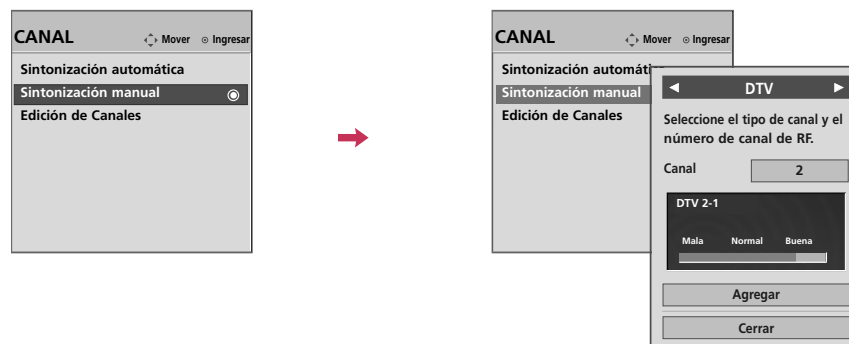 CANAL
Mover
Ingresar
Sintonización automática
Sintonización manual
Edición de Canales
CANAL
Mover
Ingresar
Sintonización automáti
Sintonización manual
Edición de Canales
DTV
Seleccione el tipo de canal y el
número de canal de RF.
Canal 2
DTV 2-1
Mala Normal Buena
Agregar
Cerrar